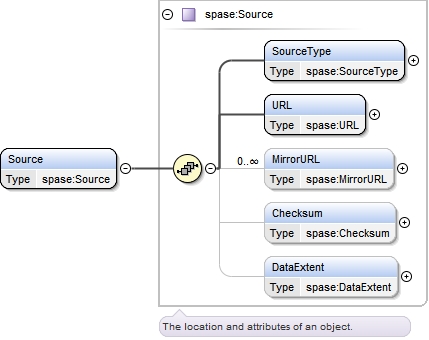 spase:Source
SourceType
Type spase:SourceType
URL
Type spase:URL
Source
Type spase:Source
0..∞
MirrorURL
Type spase:MirrorURL
Checksum
Type spase:Checksum
DataExtent
Type spase:DataExtent
The location and attributes of an object.